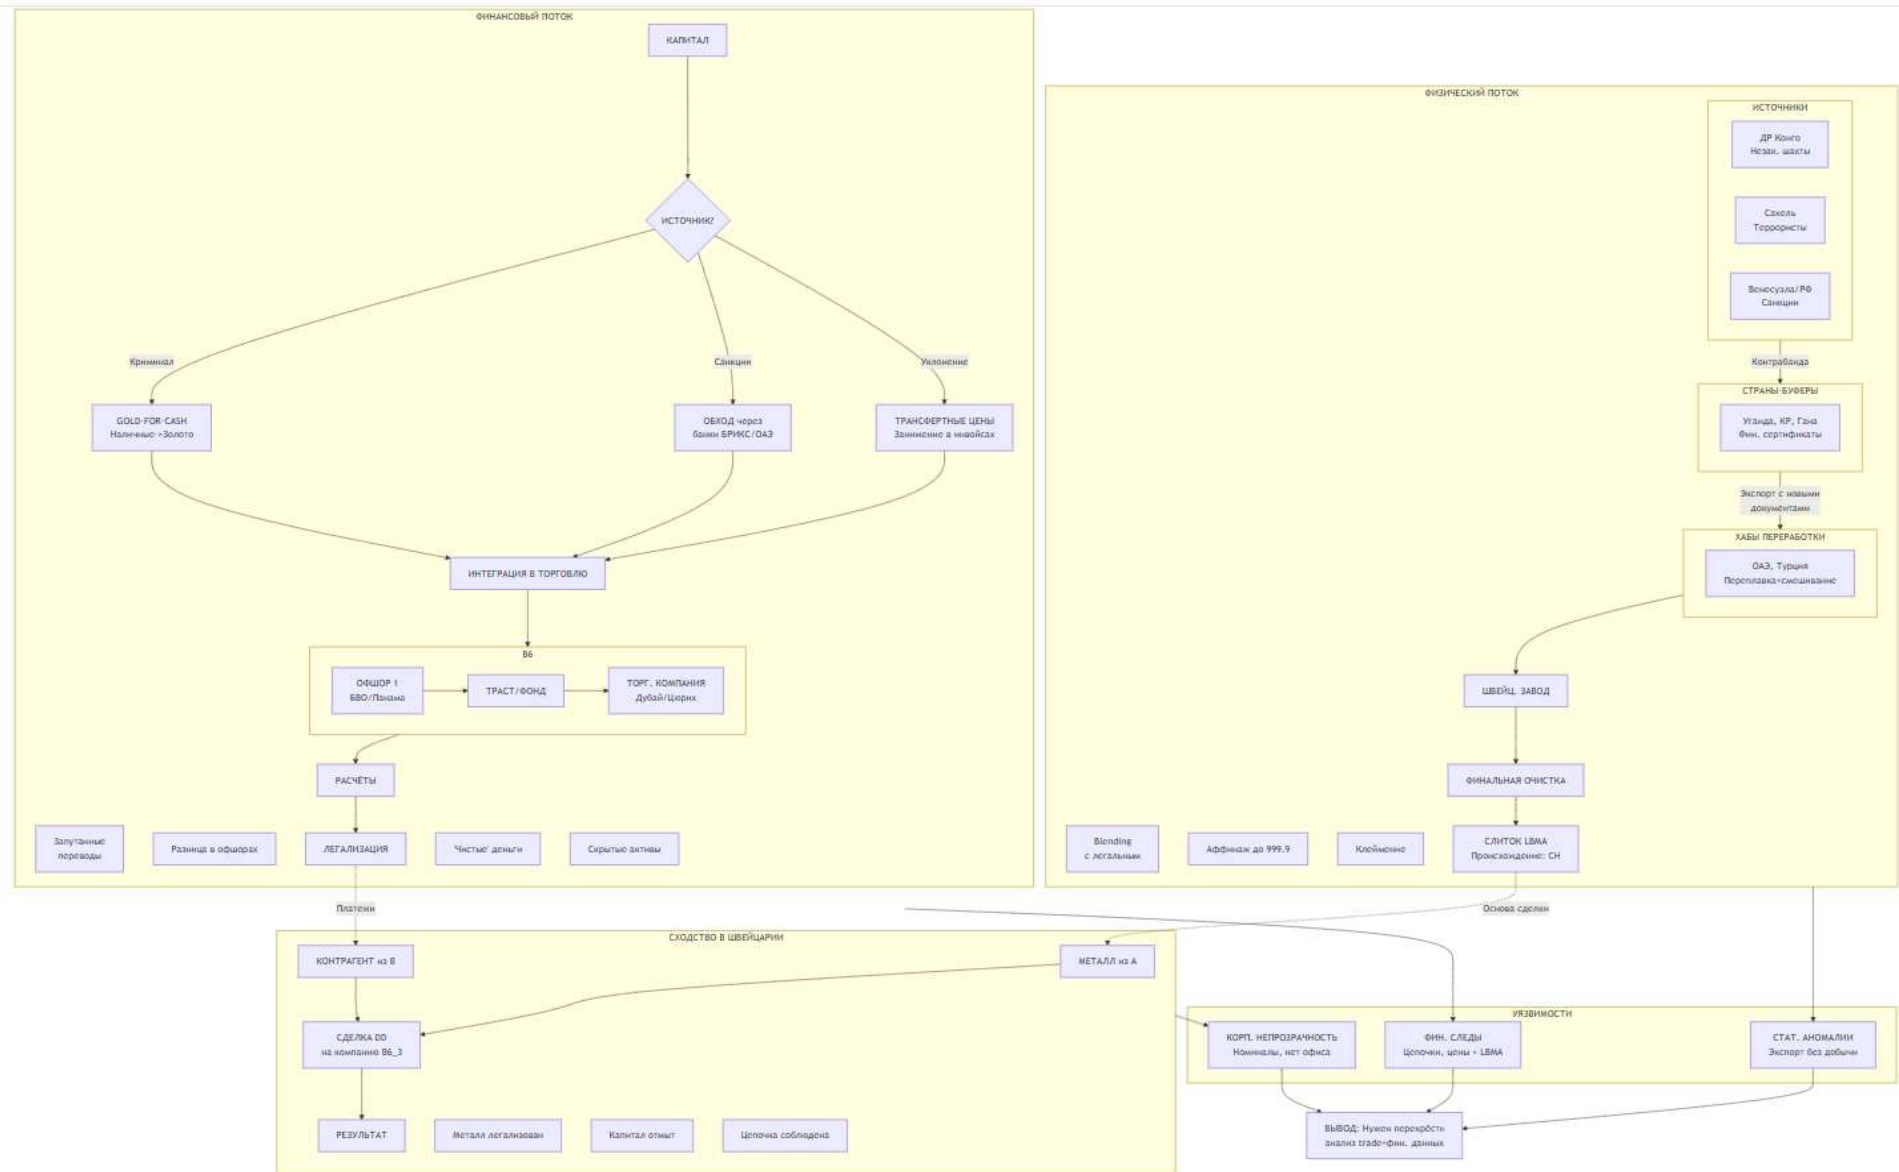 ФИНАНСОВЫЙ ПОТОК
КАПИТАЛ
ИСТОЧНИК?
Криминал
Санкции
Уклонение
GOLD-FOR-CASH
Наличные->Золото
ОБХОД через
банки БРИКС/ОАЭ
ТРАНСФЕРТНЫЕ ЦЕНЫ
Занижение в инвойсах
ИНТЕГРАЦИЯ В ТОРГОВЛЮ
B6
ОФШОР 1
БВО/Панама
ТРАСТ/ФОНД
ТОРГ. КОМПАНИЯ
Дубай/Цюрих
РАСЧЁТЫ
Запутанные
переводы
Разница в офшорах
ЛЕГАЛИЗАЦИЯ
'Чистые' деньги
Скрытые активы
Платежи
ФИЗИЧЕСКИЙ ПОТОК
ИСТОЧНИКИ
ДР Конго
Незак. шахты
Сахель
Террористы
Венесуэла/РФ
Санкции
Контрабанда
СТРАНЫ-БУФЕРЫ
Уганда, КР, Гана
Фик. сертификаты
Экспорт с новыми
документами
ХАБЫ ПЕРЕРАБОТКИ
ОАЭ, Турция
Переплавка+смешивание
ШВЕЙЦ. ЗАВОД
ФИНАЛЬНАЯ ОЧИСТКА
Blending
с легальным
Аффинаж до 999.9
Клеймение
СЛИТОК LBMA
Происхождение: CH
Основа сделки
СХОДСТВО В ШВЕЙЦАРИИ
КОНТРАГЕНТ из B
МЕТАЛЛ из A
СДЕЛКА DD
на компанию B6_3
РЕЗУЛЬТАТ
Металл легализован
Капитал отмыт
Цепочка соблюдена
УЯЗВИМОСТИ
КОРП. НЕПРОЗРАЧНОСТЬ
Номиналы, нет офиса
ФИН. СЛЕДЫ
Цепочки, цены ≠ LBMA
СТАТ. АНОМАЛИИ
Экспорт без добычи
ВЫВОД: Нужен перекрёстн
анализ trade+фин. данных